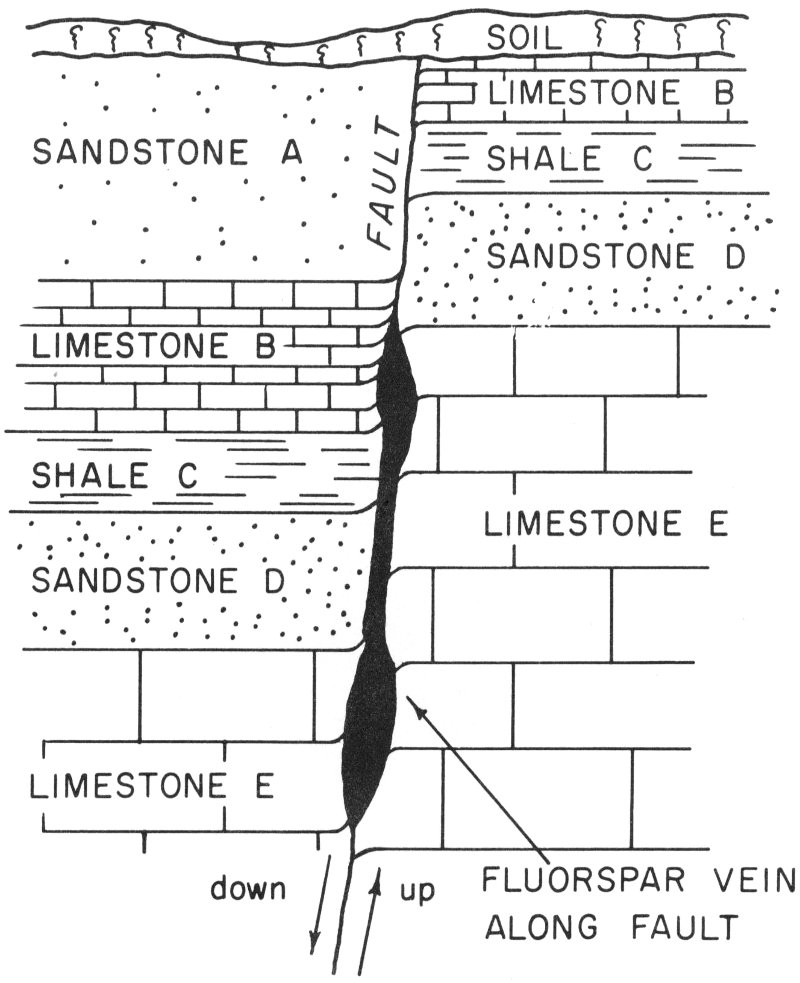 SOIL
LIMESTONE B
SANDSTONE A
FAULT
SHALE C
SANDSTONE D
LIMESTONE B
SHALE C
LIMESTONE E
SANDSTONE D
LIMESTONE E
down
up
FLUORSPAR VEIN
ALONG FAULT